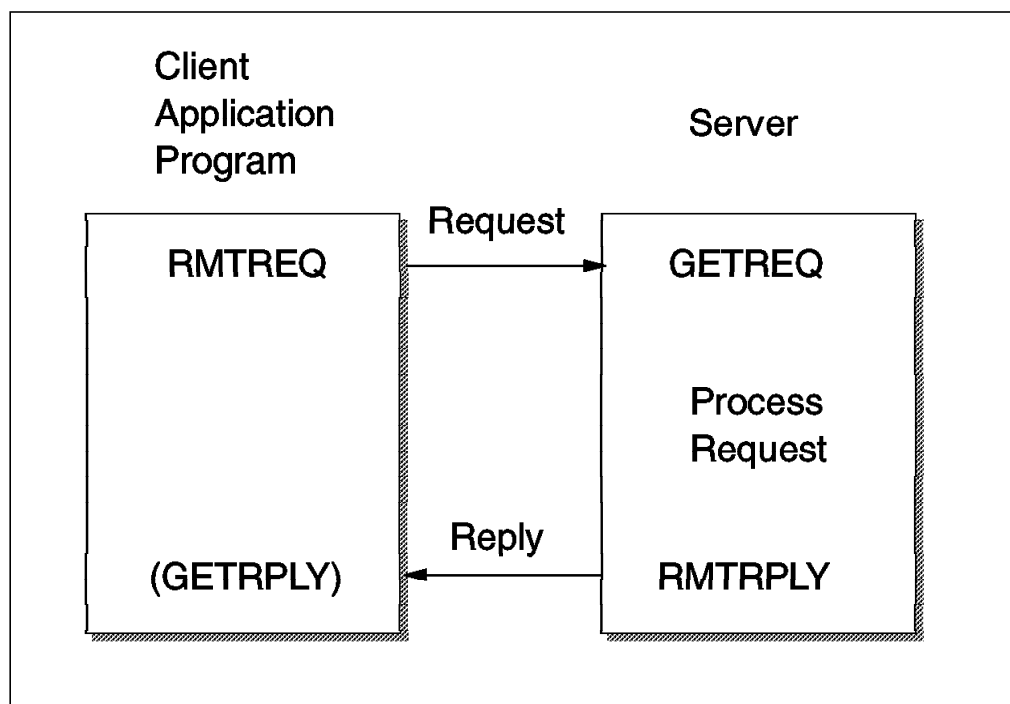 Client
Application
Program
Server
Request
RMTREQ
GETREQ
Process
Request
Reply
(GETRPLY)
RMTRPLY